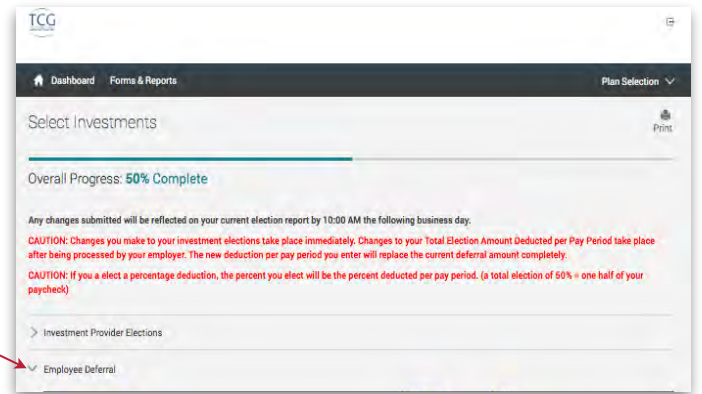 TCG
Dashboard Forms & Reports Plan Selection
Select Investments
Print
Overall Progress: 50% Complete
Any changes submitted will be reflected on your current election report by 10:00 AM the following business day.
CAUTION: Changes you make to your investment elections take place immediately. Changes to your Total Election Amount Deducted per Pay Period take place
after being processed by your employer. The new deduction per pay period you enter will replace the current deferral amount completely.
CAUTION: If you a elect a percentage deduction, the percent you elect will be the percent deducted per pay period. (a total election of 50% = one half of your
paycheck)
Investment Provider Elections
Employee Deferral